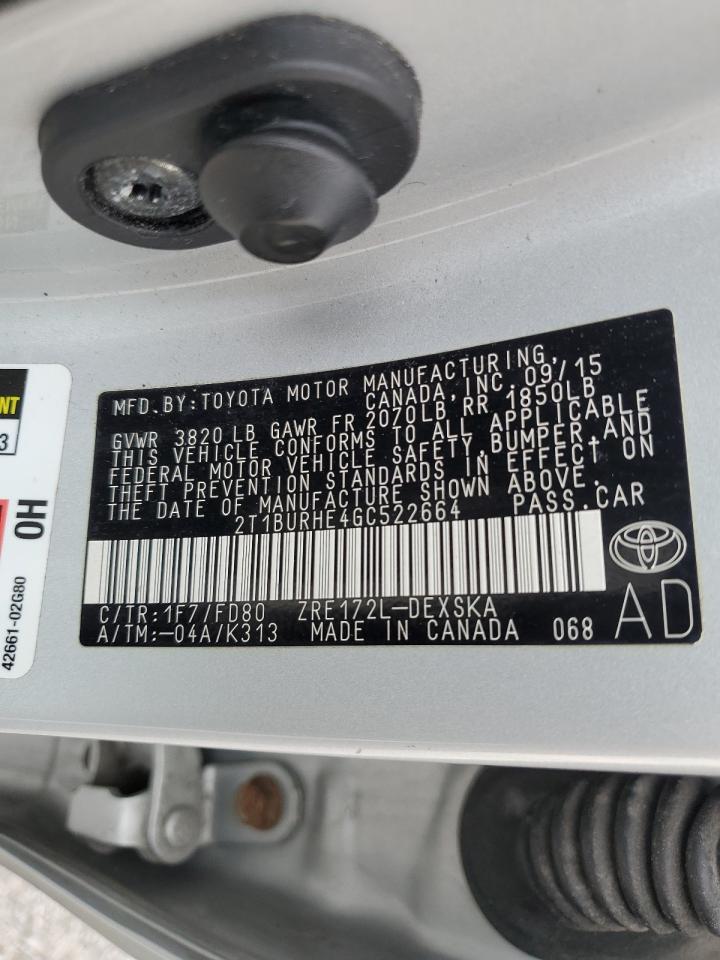 MFD.BY:TOYOTA MOTOR MANUFACTURING,
CANADA,INC.09/15
GVWR 3820 LB GAWR FR 2070LB RR 1850LB
THIS VEHICLE CONFORMS TO ALL APPLICABLE
FEDERAL MOTOR VEHICLE SAFETY,BUMPER,AND
THEFT PREVENTION STANDARDS IN EFFECT ON
THE DATE OF MANUFACTURE SHOWN ABOVE.
2T1BURHE4GC522664 PASS.CAR
C/TR:1F7/FD80 ZRE172L-DEXSKA
A/TM:-04A/K313 MADE IN CANADA 068
AD
NT
3
OH
42661-02G80